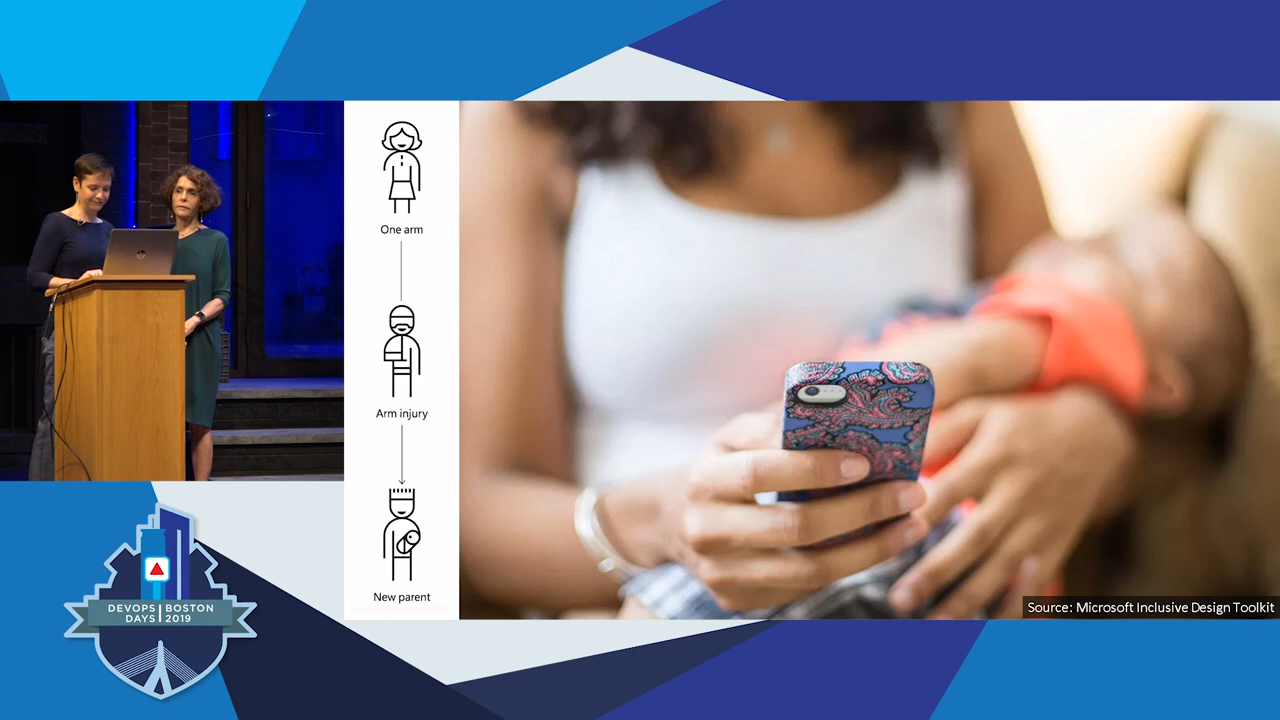 One arm
Arm injury
New parent
Source: Microsoft Inclusive Design Toolkit
DEVOPS BOSTON
DAYS 2019